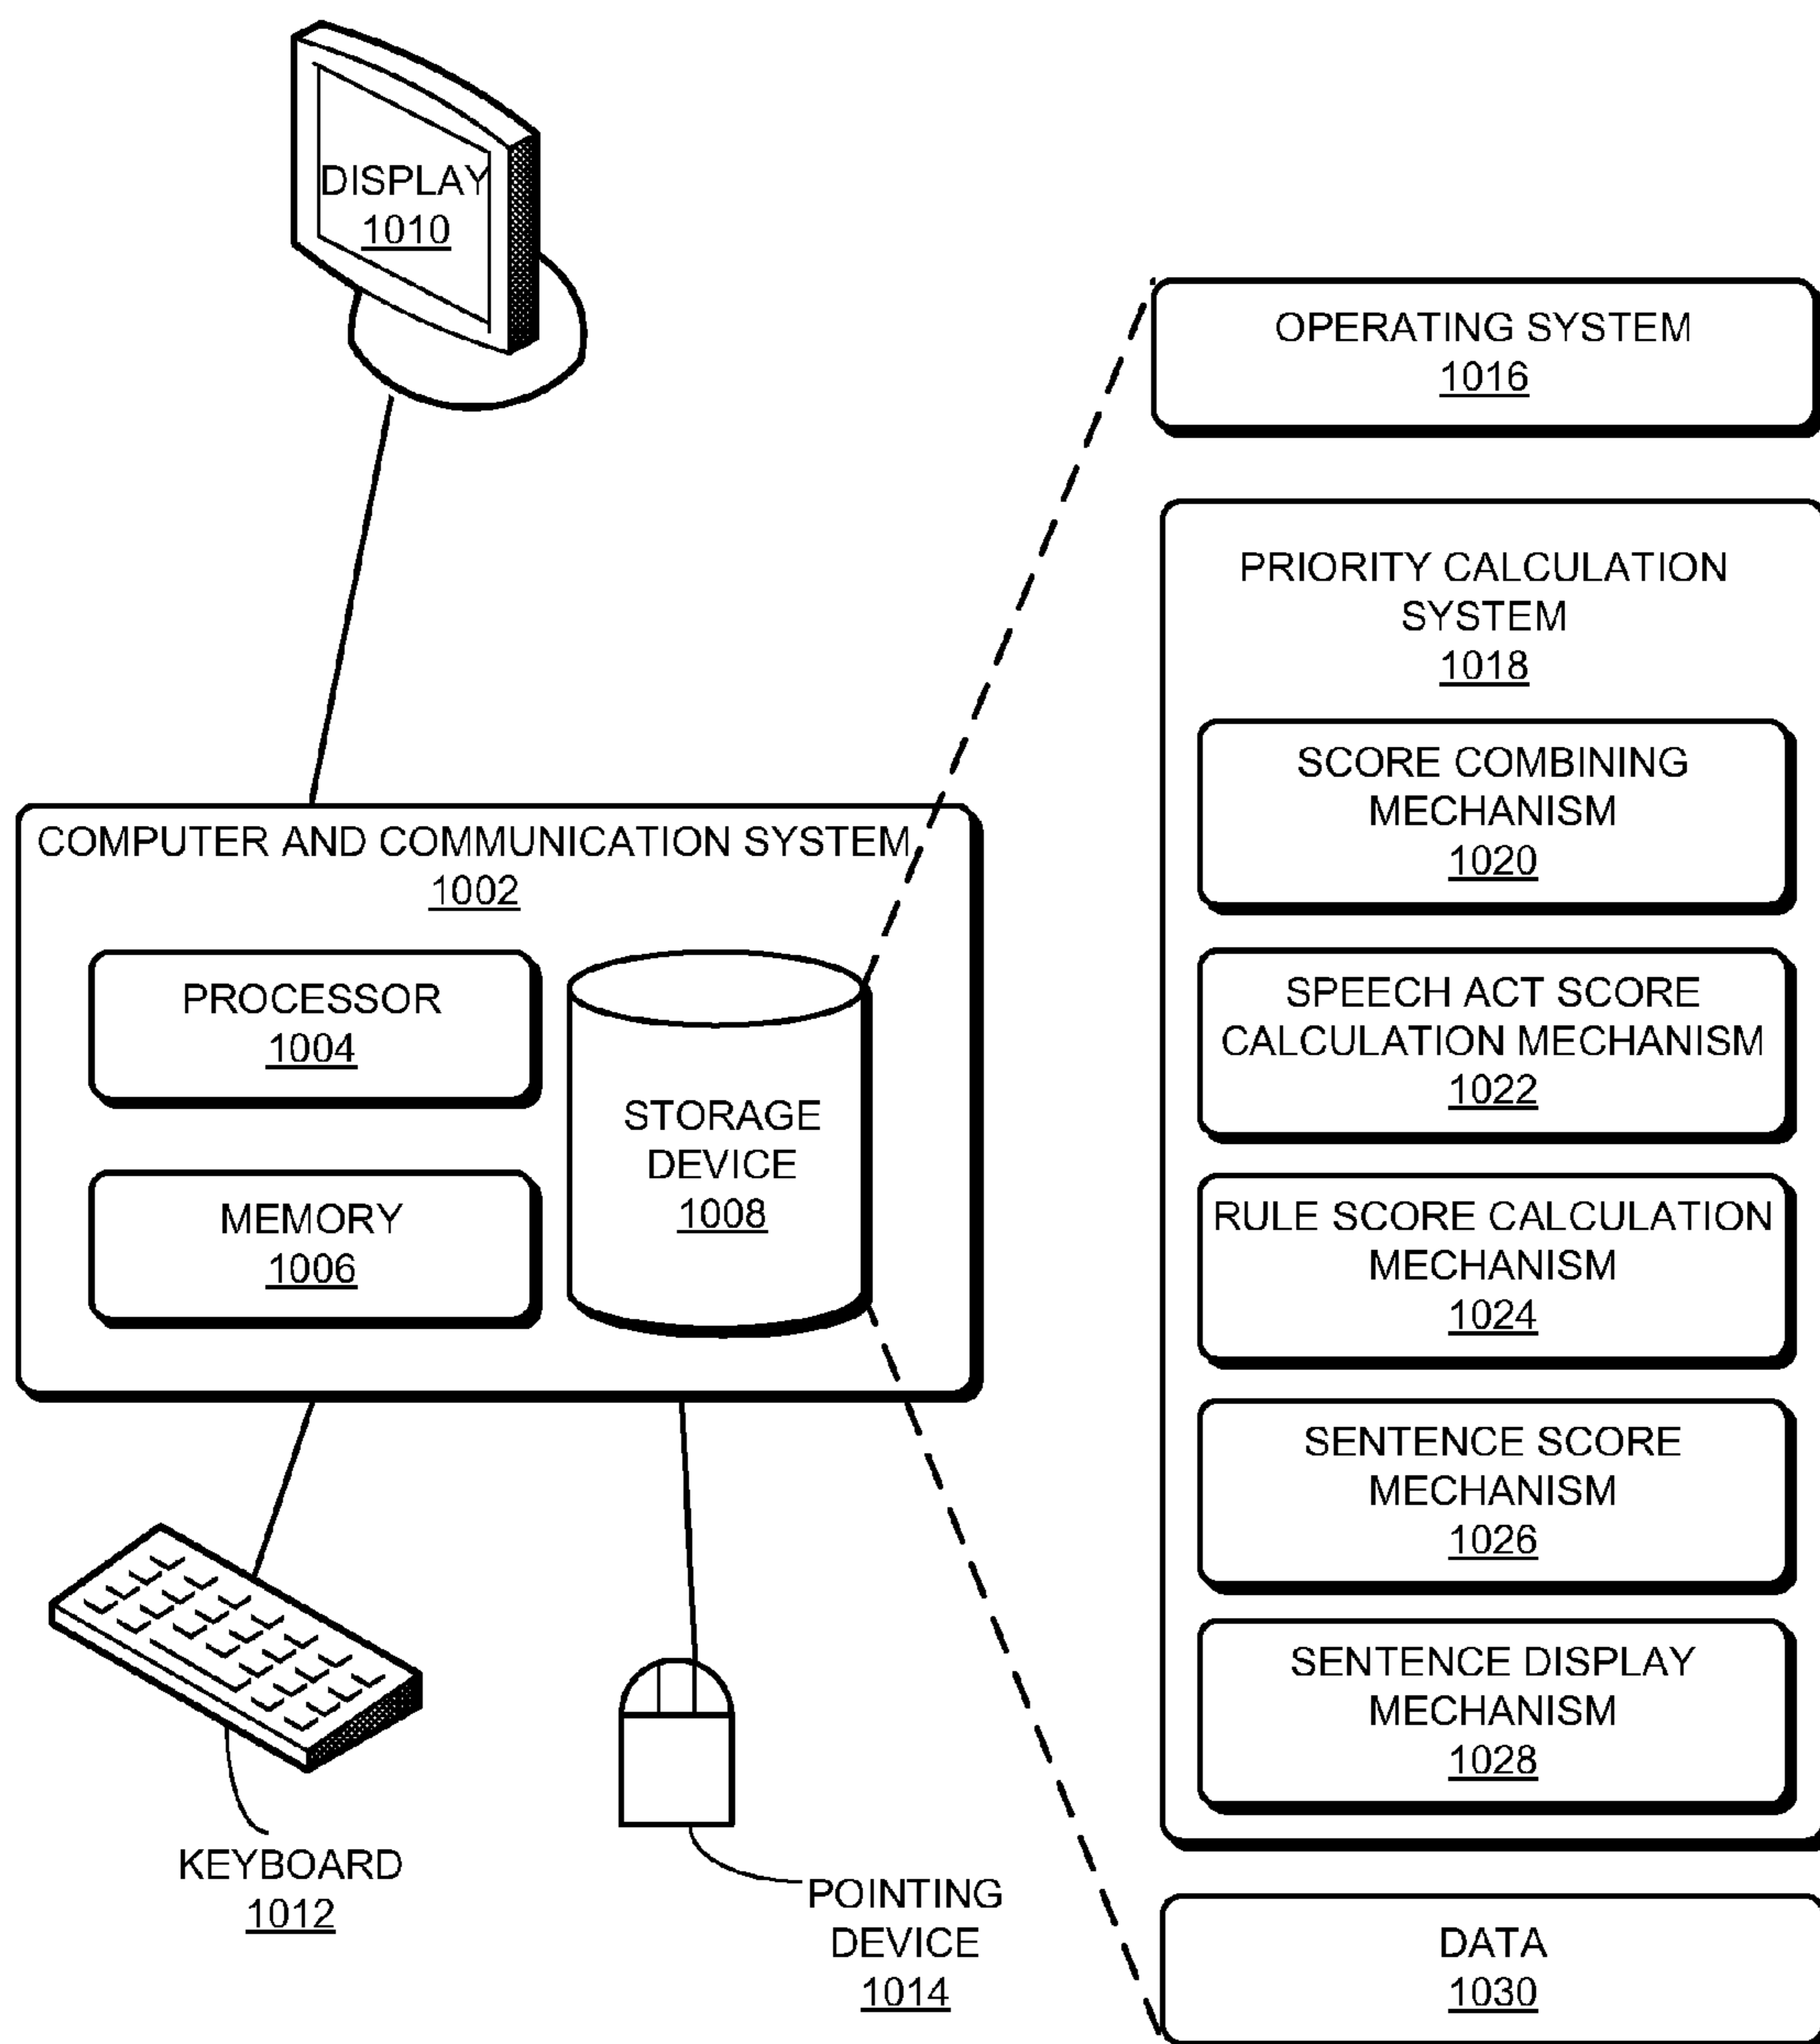 DISPLAY
1010
COMPUTER AND COMMUNICATION SYSTEM
1002
PROCESSOR
1004
MEMORY
1006
STORAGE
DEVICE
1008
KEYBOARD
1012
POINTING
DEVICE
1014
OPERATING SYSTEM
1016
PRIORITY CALCULATION
SYSTEM
1018
SCORE COMBINING
MECHANISM
1020
SPEECH ACT SCORE
CALCULATION MECHANISM
1022
RULE SCORE CALCULATION
MECHANISM
1024
SENTENCE SCORE
MECHANISM
1026
SENTENCE DISPLAY
MECHANISM
1028
DATA
1030